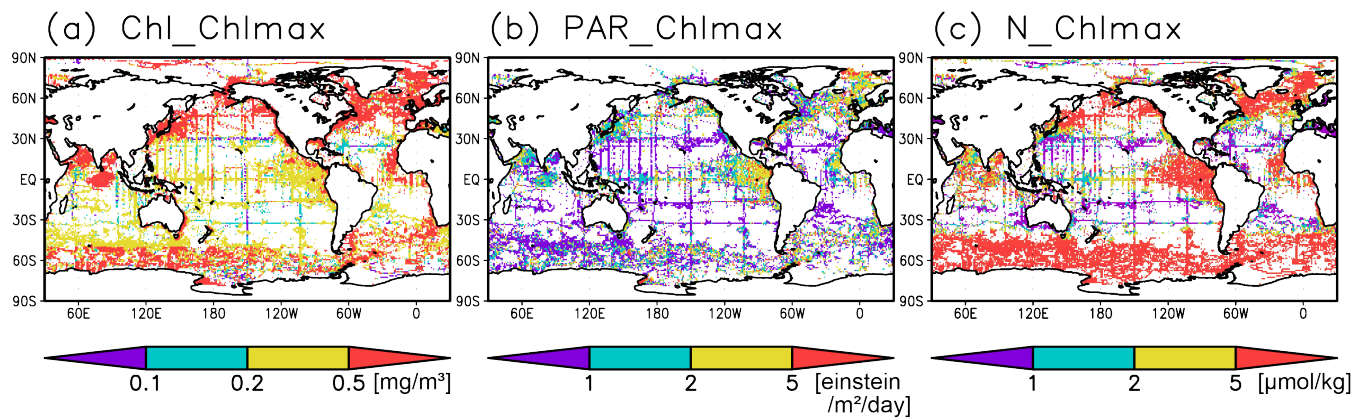 (a) Chl_Chlmax
(b) PAR_Chlmax
(c) N_Chlmax
90N
60N
30N
EQ
30S
60S
90S
60E 120E 180 120W 60W 0
90N
60N
30N
EQ
30S
60S
90S
60E 120E 180 120W 60W 0
90N
60N
30N
EQ
30S
60S
90S
60E 120E 180 120W 60W 0
0.1 0.2 0.5 [mg/m³]
1 2 5 [einstein
/m²/day]
1 2 5 [μmol/kg]